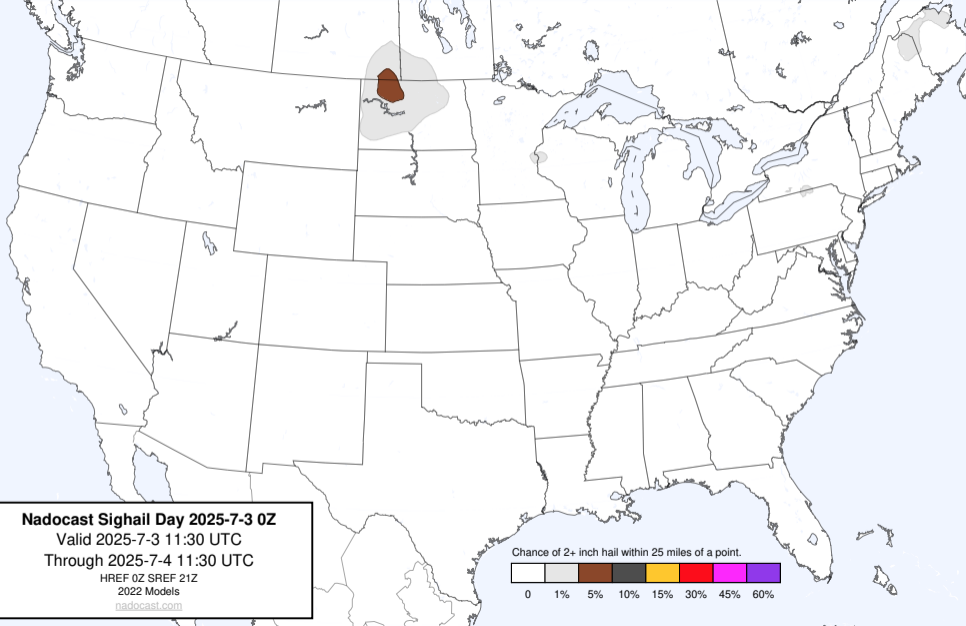 Nadocast Sighail Day 2025-7-3 0Z
Valid 2025-7-3 11:30 UTC
Through 2025-7-4 11:30 UTC
HREF 0Z SREF 21Z
2022 Models
nadocast.com
Chance of 2+ inch hail within 25 miles of a point.
0 1% 5% 10% 15% 30% 45% 60%